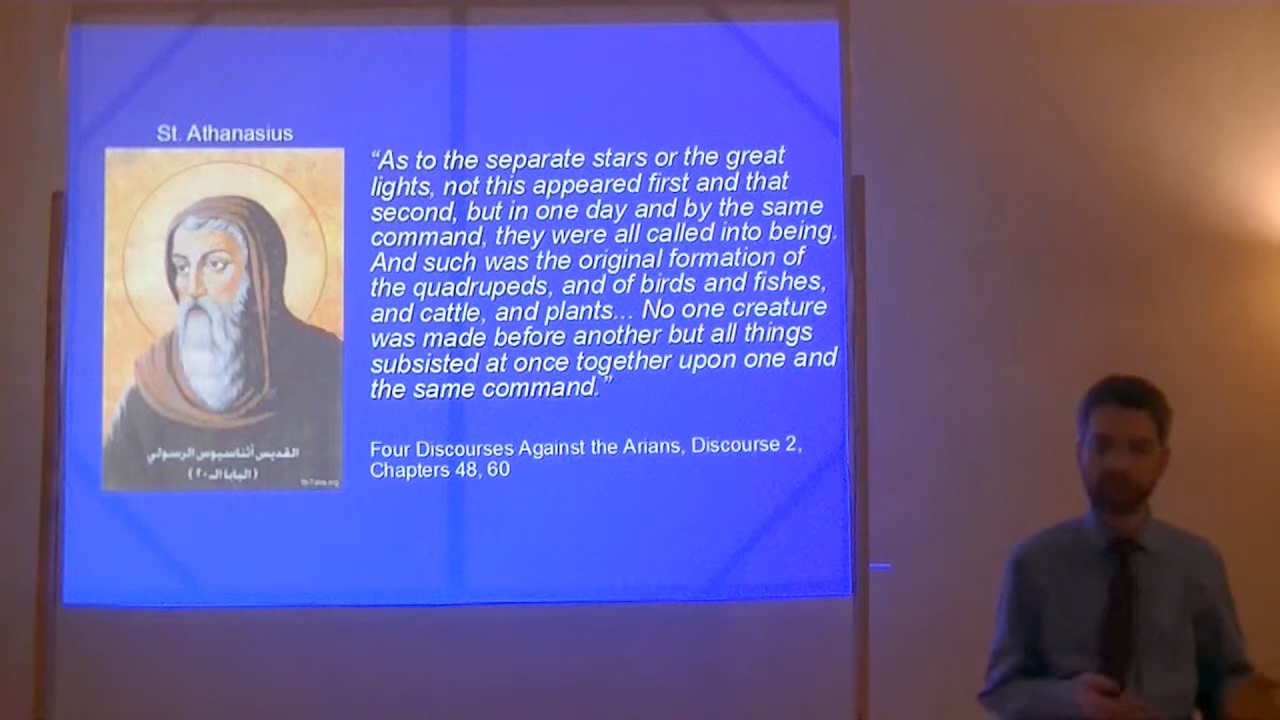 St. Athanasius
“As to the separate stars or the great
lights, not this appeared first and that
second, but in one day and by the same
command, they were all called into being.
And such was the original formation of
the quadrupeds, and of birds and fishes,
and cattle, and plants... No one creature
was made before another but all things
subsisted at once together upon one and
the same command.”
Four Discourses Against the Arians, Discourse 2,
Chapters 48, 60
القديس أثناسيوس الرسولي
(البابا الـ٢٠)